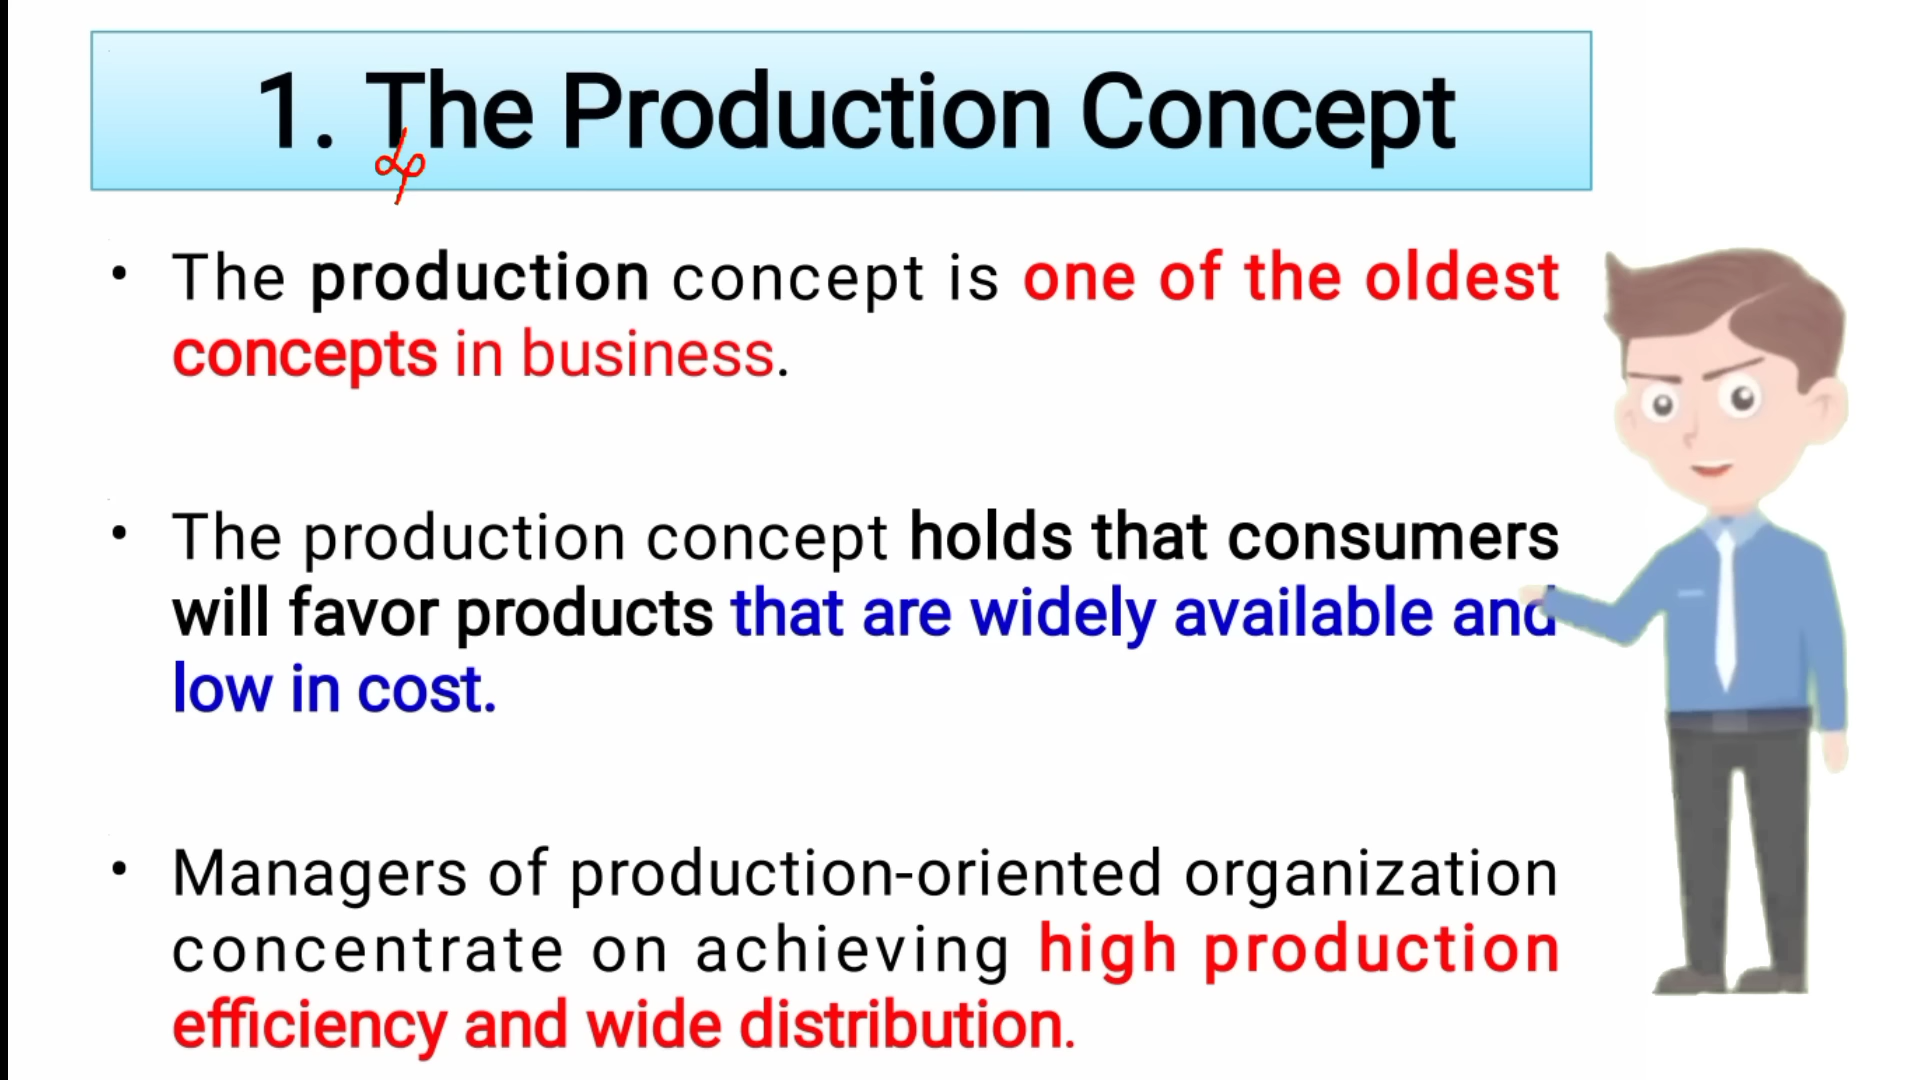 1. The Production Concept
• The production concept is one of the oldest
concepts in business.
• The production concept holds that consumers
will favor products that are widely available and
low in cost.
• Managers of production-oriented organization
concentrate on achieving high production
efficiency and wide distribution.